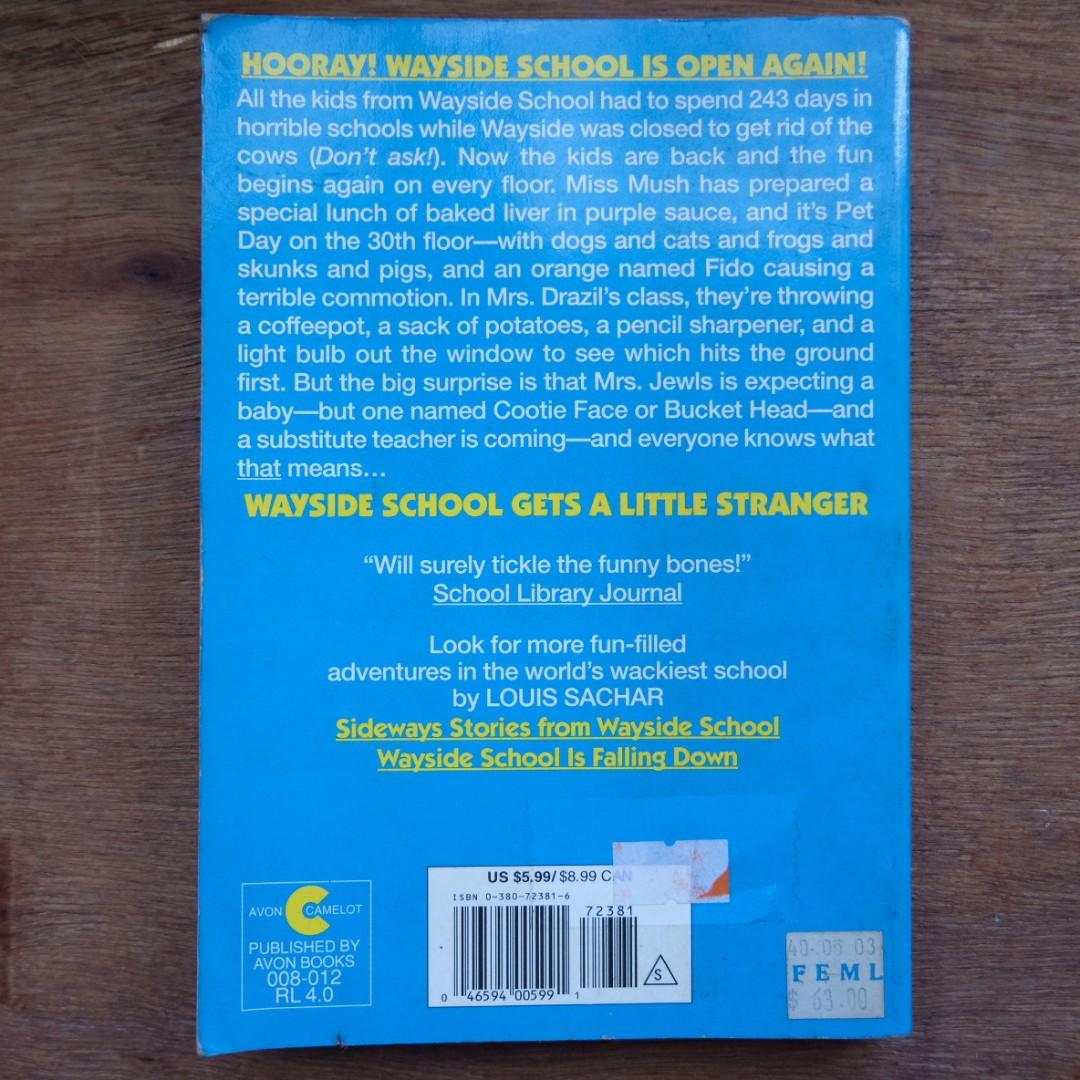 HOORAY! WAYSIDE SCHOOL IS OPEN AGAIN!
All the kids from Wayside School had to spend 243 days in
horrible schools while Wayside was closed to get rid of the
cows (Don't ask!). Now the kids are back and the fun
begins again on every floor. Miss Mush has prepared a
special lunch of baked liver in purple sauce, and it's Pet
Day on the 30th floor—with dogs and cats and frogs and
skunks and pigs, and an orange named Fido causing a
terrible commotion. In Mrs. Drazil's class, they're throwing
a coffeepot, a sack of potatoes, a pencil sharpener, and a
light bulb out the window to see which hits the ground
first. But the big surprise is that Mrs. Jewls is expecting a
baby—but one named Cootie Face or Bucket Head—and
a substitute teacher is coming—and everyone knows what
that means...
WAYSIDE SCHOOL GETS A LITTLE STRANGER
“Will surely tickle the funny bones!”
School Library Journal
Look for more fun-filled
adventures in the world's wackiest school
by LOUIS SACHAR
Sideways Stories from Wayside School
Wayside School Is Falling Down
AVON CAMELOT
PUBLISHED BY
AVON BOOKS
008-012
RL 4.0
US $5.99/ $8.99 CAN
ISBN 0-380-72381-6
72381
S
0 46594 00599 1
40-06 03
FEML
$ 63.00